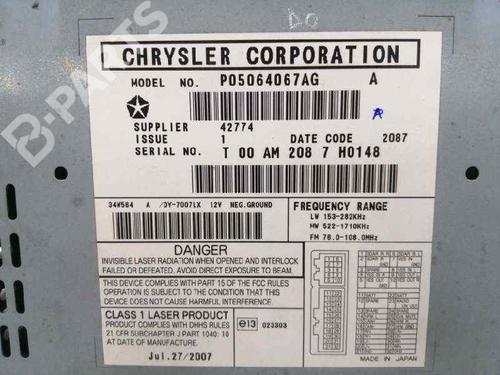 B-PARTS
CHRYSLER CORPORATION
MODEL NO. P05064067AG A
SUPPLIER 42774
ISSUE 1 DATE CODE 2087
SERIAL NO. T 00 AM 208 7 H0148
34W564 A /DY-7007LX 12V NEG.GROUND
FREQUENCY RANGE
LW 153-282KHz
MW 522-1710KHz
FM 76.0-108.0MHz
DANGER
INVISIBLE LASER RADIATION WHEN OPENED AND INTERLOCK
FAILED OR DEFEATED. AVOID DIRECT EXPOSURE TO BEAM.
THIS DEVICE COMPLIES WITH PART 15 OF THE FCC RULES
OPERATION IS SUBJECT TO THE CONDITION THAT THIS
DEVICE DOES NOT CAUSE HARMFUL INTERFERENCE.
CLASS 1 LASER PRODUCT
PRODUCT COMPLIES WITH DHHS RULES
21 CFR SUBCHAPTER J PART 1040: 10
AT DATE OF MANUFACTURE.
Jul.27/2007
e13 023303
MADE IN JAPAN